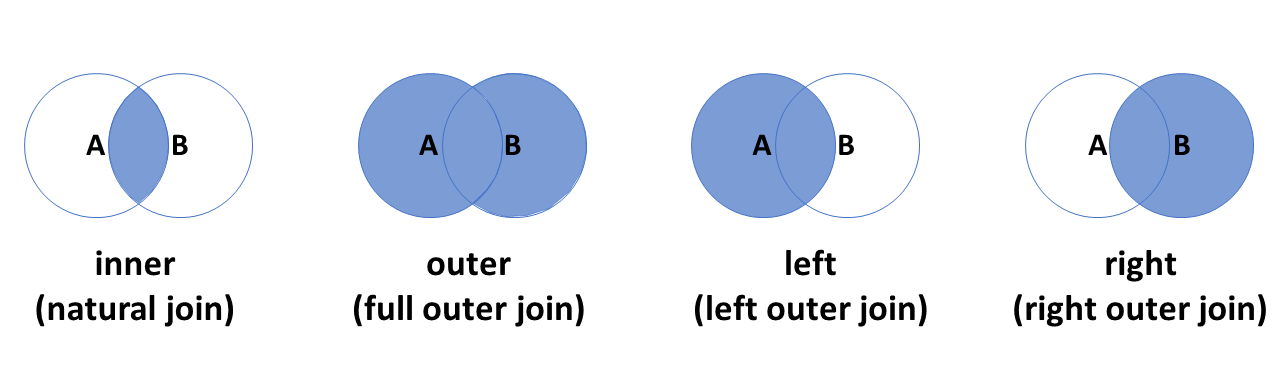 A B
A B
A B
A B
inner
(natural join)
outer
(full outer join)
left
(left outer join)
right
(right outer join)